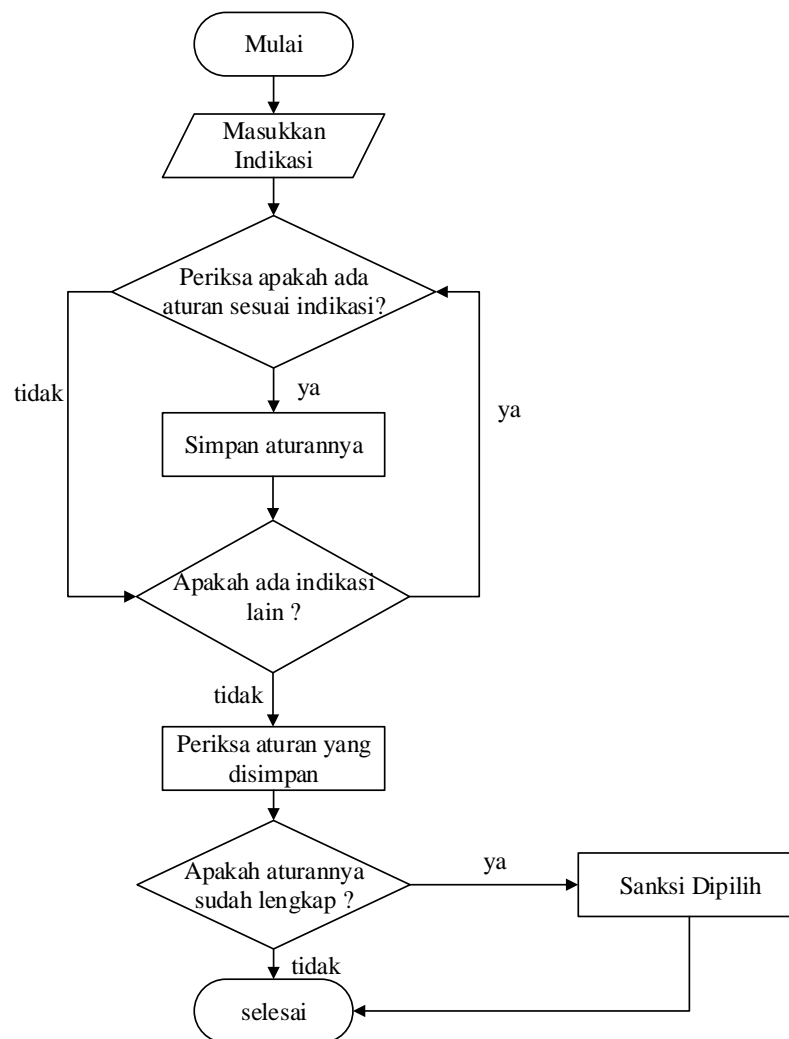 Mulai
Masukkan
Indikasi
Periksa apakah ada
aturan sesuai indikasi?
tidak
ya
ya
Simpan aturannya
Apakah ada indikasi
lain ?
tidak
Periksa aturan yang
disimpan
Apakah aturannya
sudah lengkap ?
ya
Sanksi Dipilih
tidak
selesai